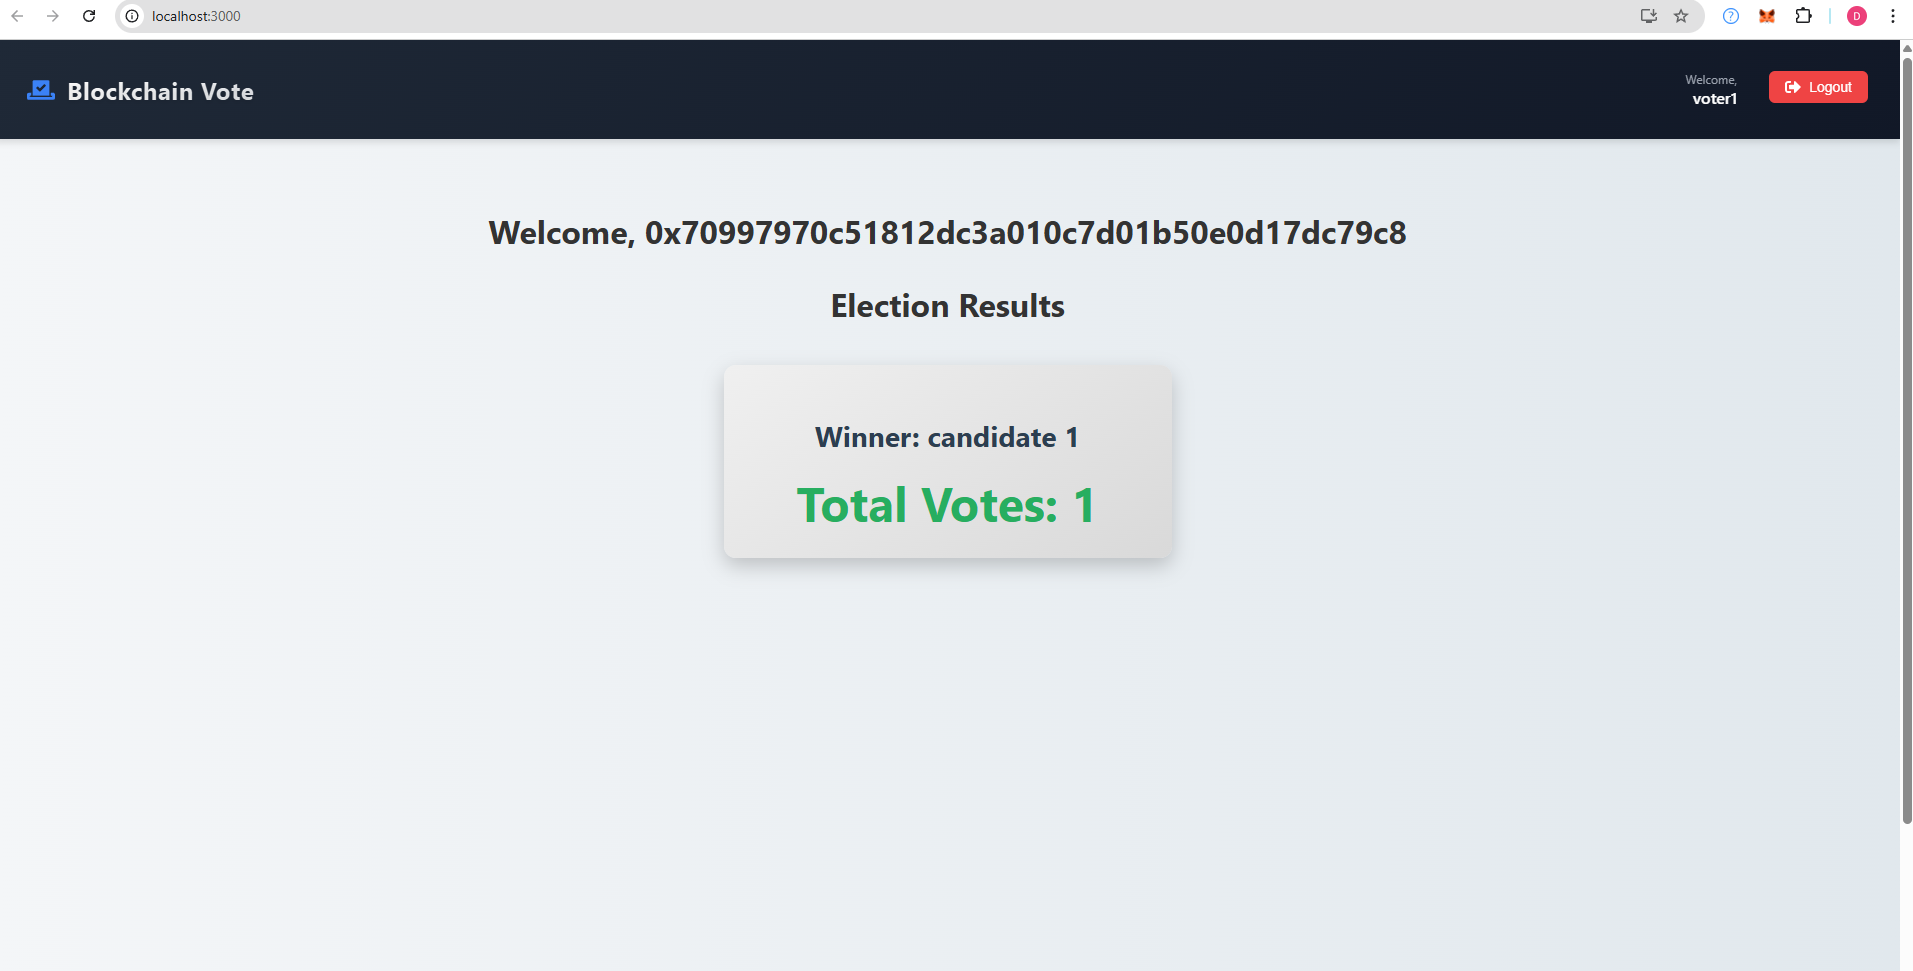 localhost:3000
D
Blockchain Vote
Welcome,
voter1
Logout
Welcome, 0x70997970c51812dc3a010c7d01b50e0d17dc79c8
Election Results
Winner: candidate 1
Total Votes: 1